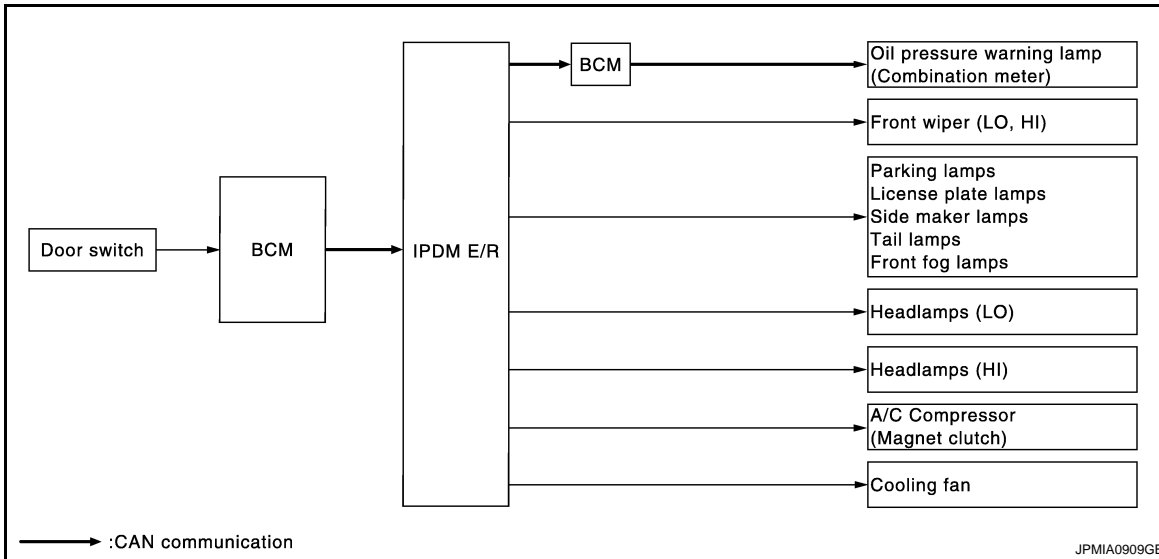 Door switch
BCM
IPDM E/R
BCM
Oil pressure warning lamp
(Combination meter)
Front wiper (LO, HI)
Parking lamps
License plate lamps
Side maker lamps
Tail lamps
Front fog lamps
Headlamps (LO)
Headlamps (HI)
A/C Compressor
(Magnet clutch)
Cooling fan
:CAN communication
JPMIA0909GB